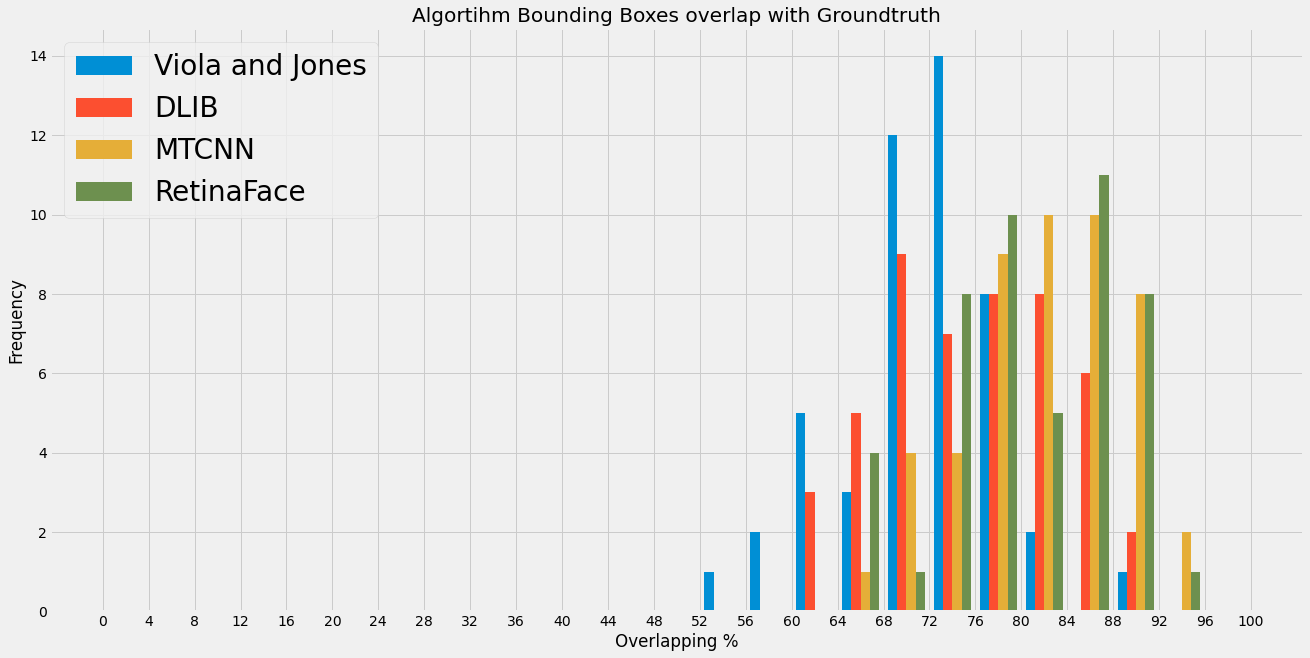 Algortihm Bounding Boxes overlap with Groundtruth
Viola and Jones
DLIB
MTCNN
RetinaFace
Frequency
14
12
10
8
6
4
2
0
0 4 8 12 16 20 24 28 32 36 40 44 48 52 56 60 64 68 72 76 80 84 88 92 96 100
Overlapping %